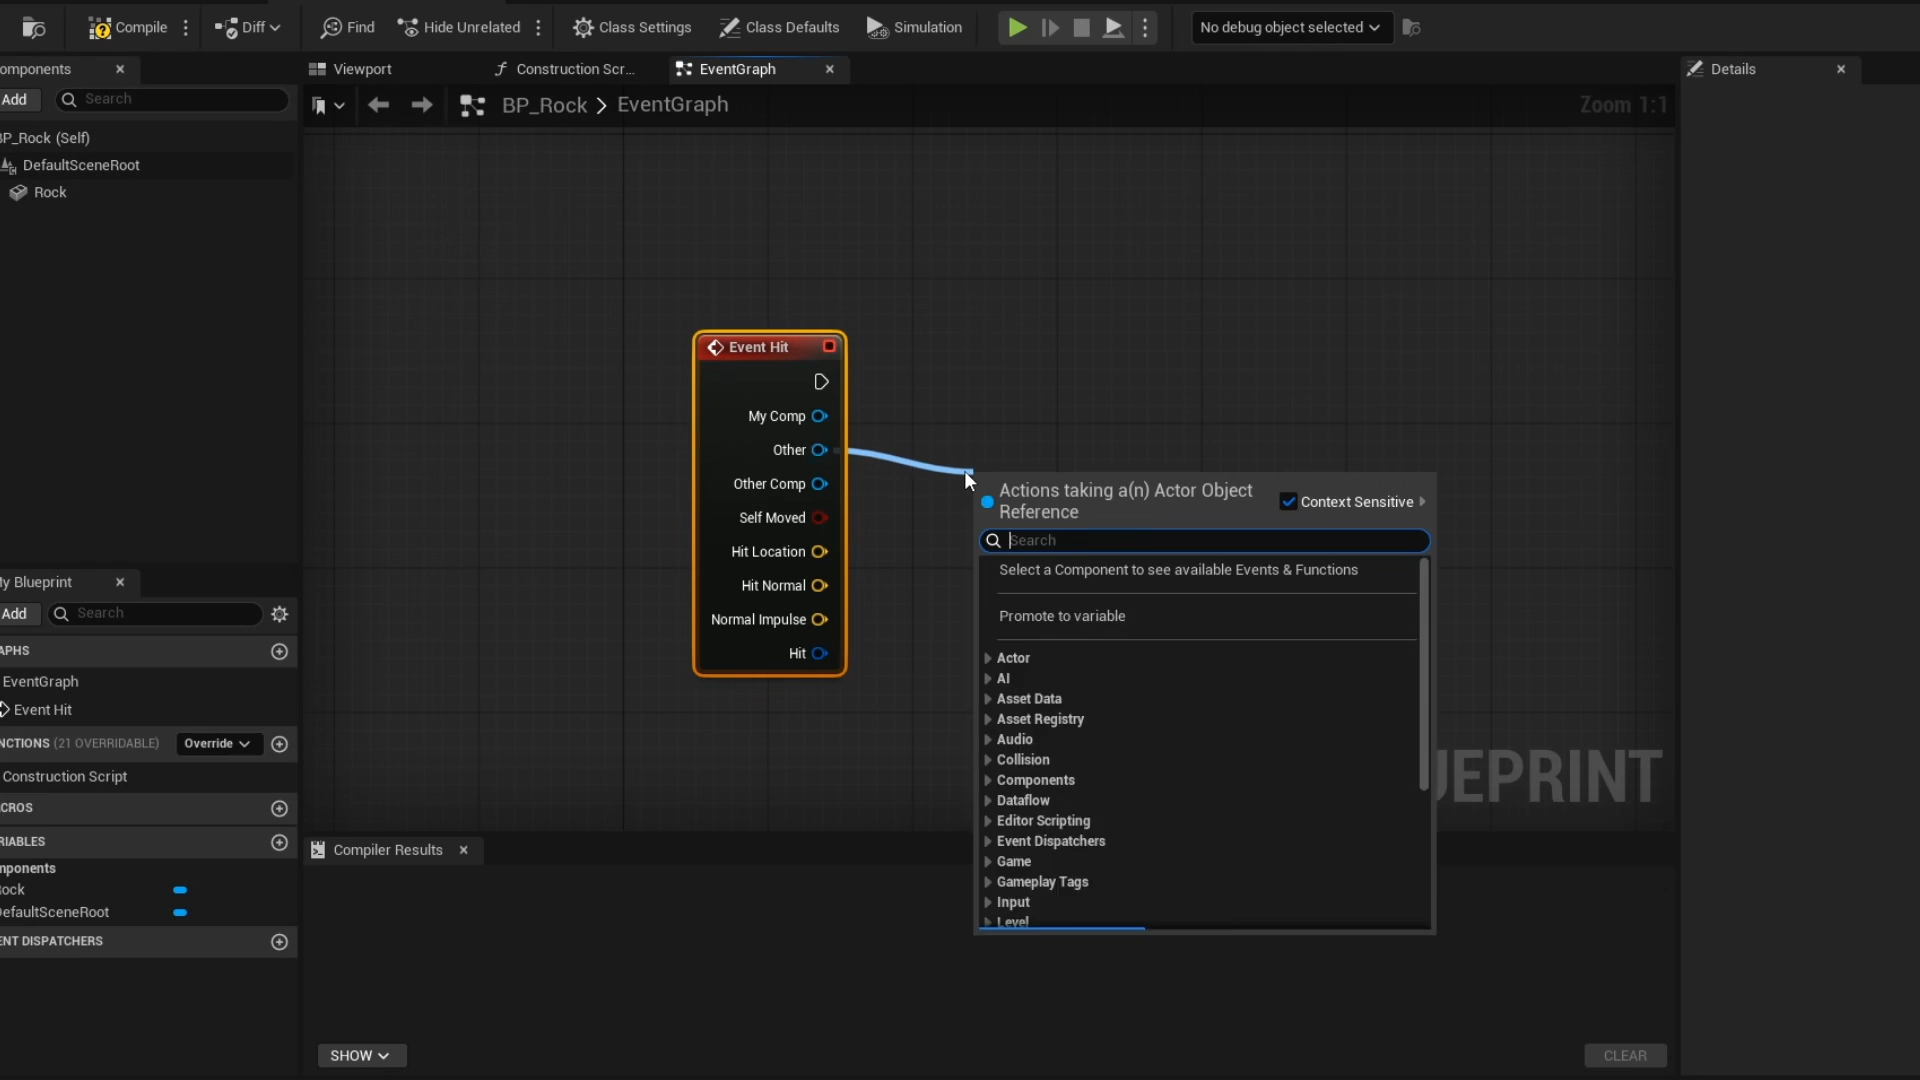 Compile
Diff
Find
Hide Unrelated
Class Settings
Class Defaults
Simulation
No debug object selected
omponents
Viewport
Construction Scr...
EventGraph
Details
Add
Search
BP_Rock > EventGraph
Zoom 1:1
BP_Rock (Self)
DefaultSceneRoot
Rock
Event Hit
My Comp
Other
Other Comp
Self Moved
Hit Location
Hit Normal
Normal Impulse
Hit
Actions taking a(n) Actor Object
Reference
Context Sensitive
Search
Select a Component to see available Events & Functions
Promote to variable
Actor
AI
Asset Data
Asset Registry
Audio
Collision
Components
Dataflow
Editor Scripting
Event Dispatchers
Game
Gameplay Tags
Input
Level
UEPRINT
My Blueprint
Add
Search
APHS
EventGraph
Event Hit
NCTIONS (21 OVERRIDABLE)
Override
Construction Script
CROS
RIABLES
mponents
ock
DefaultSceneRoot
ENT DISPATCHERS
Compiler Results
SHOW
CLEAR